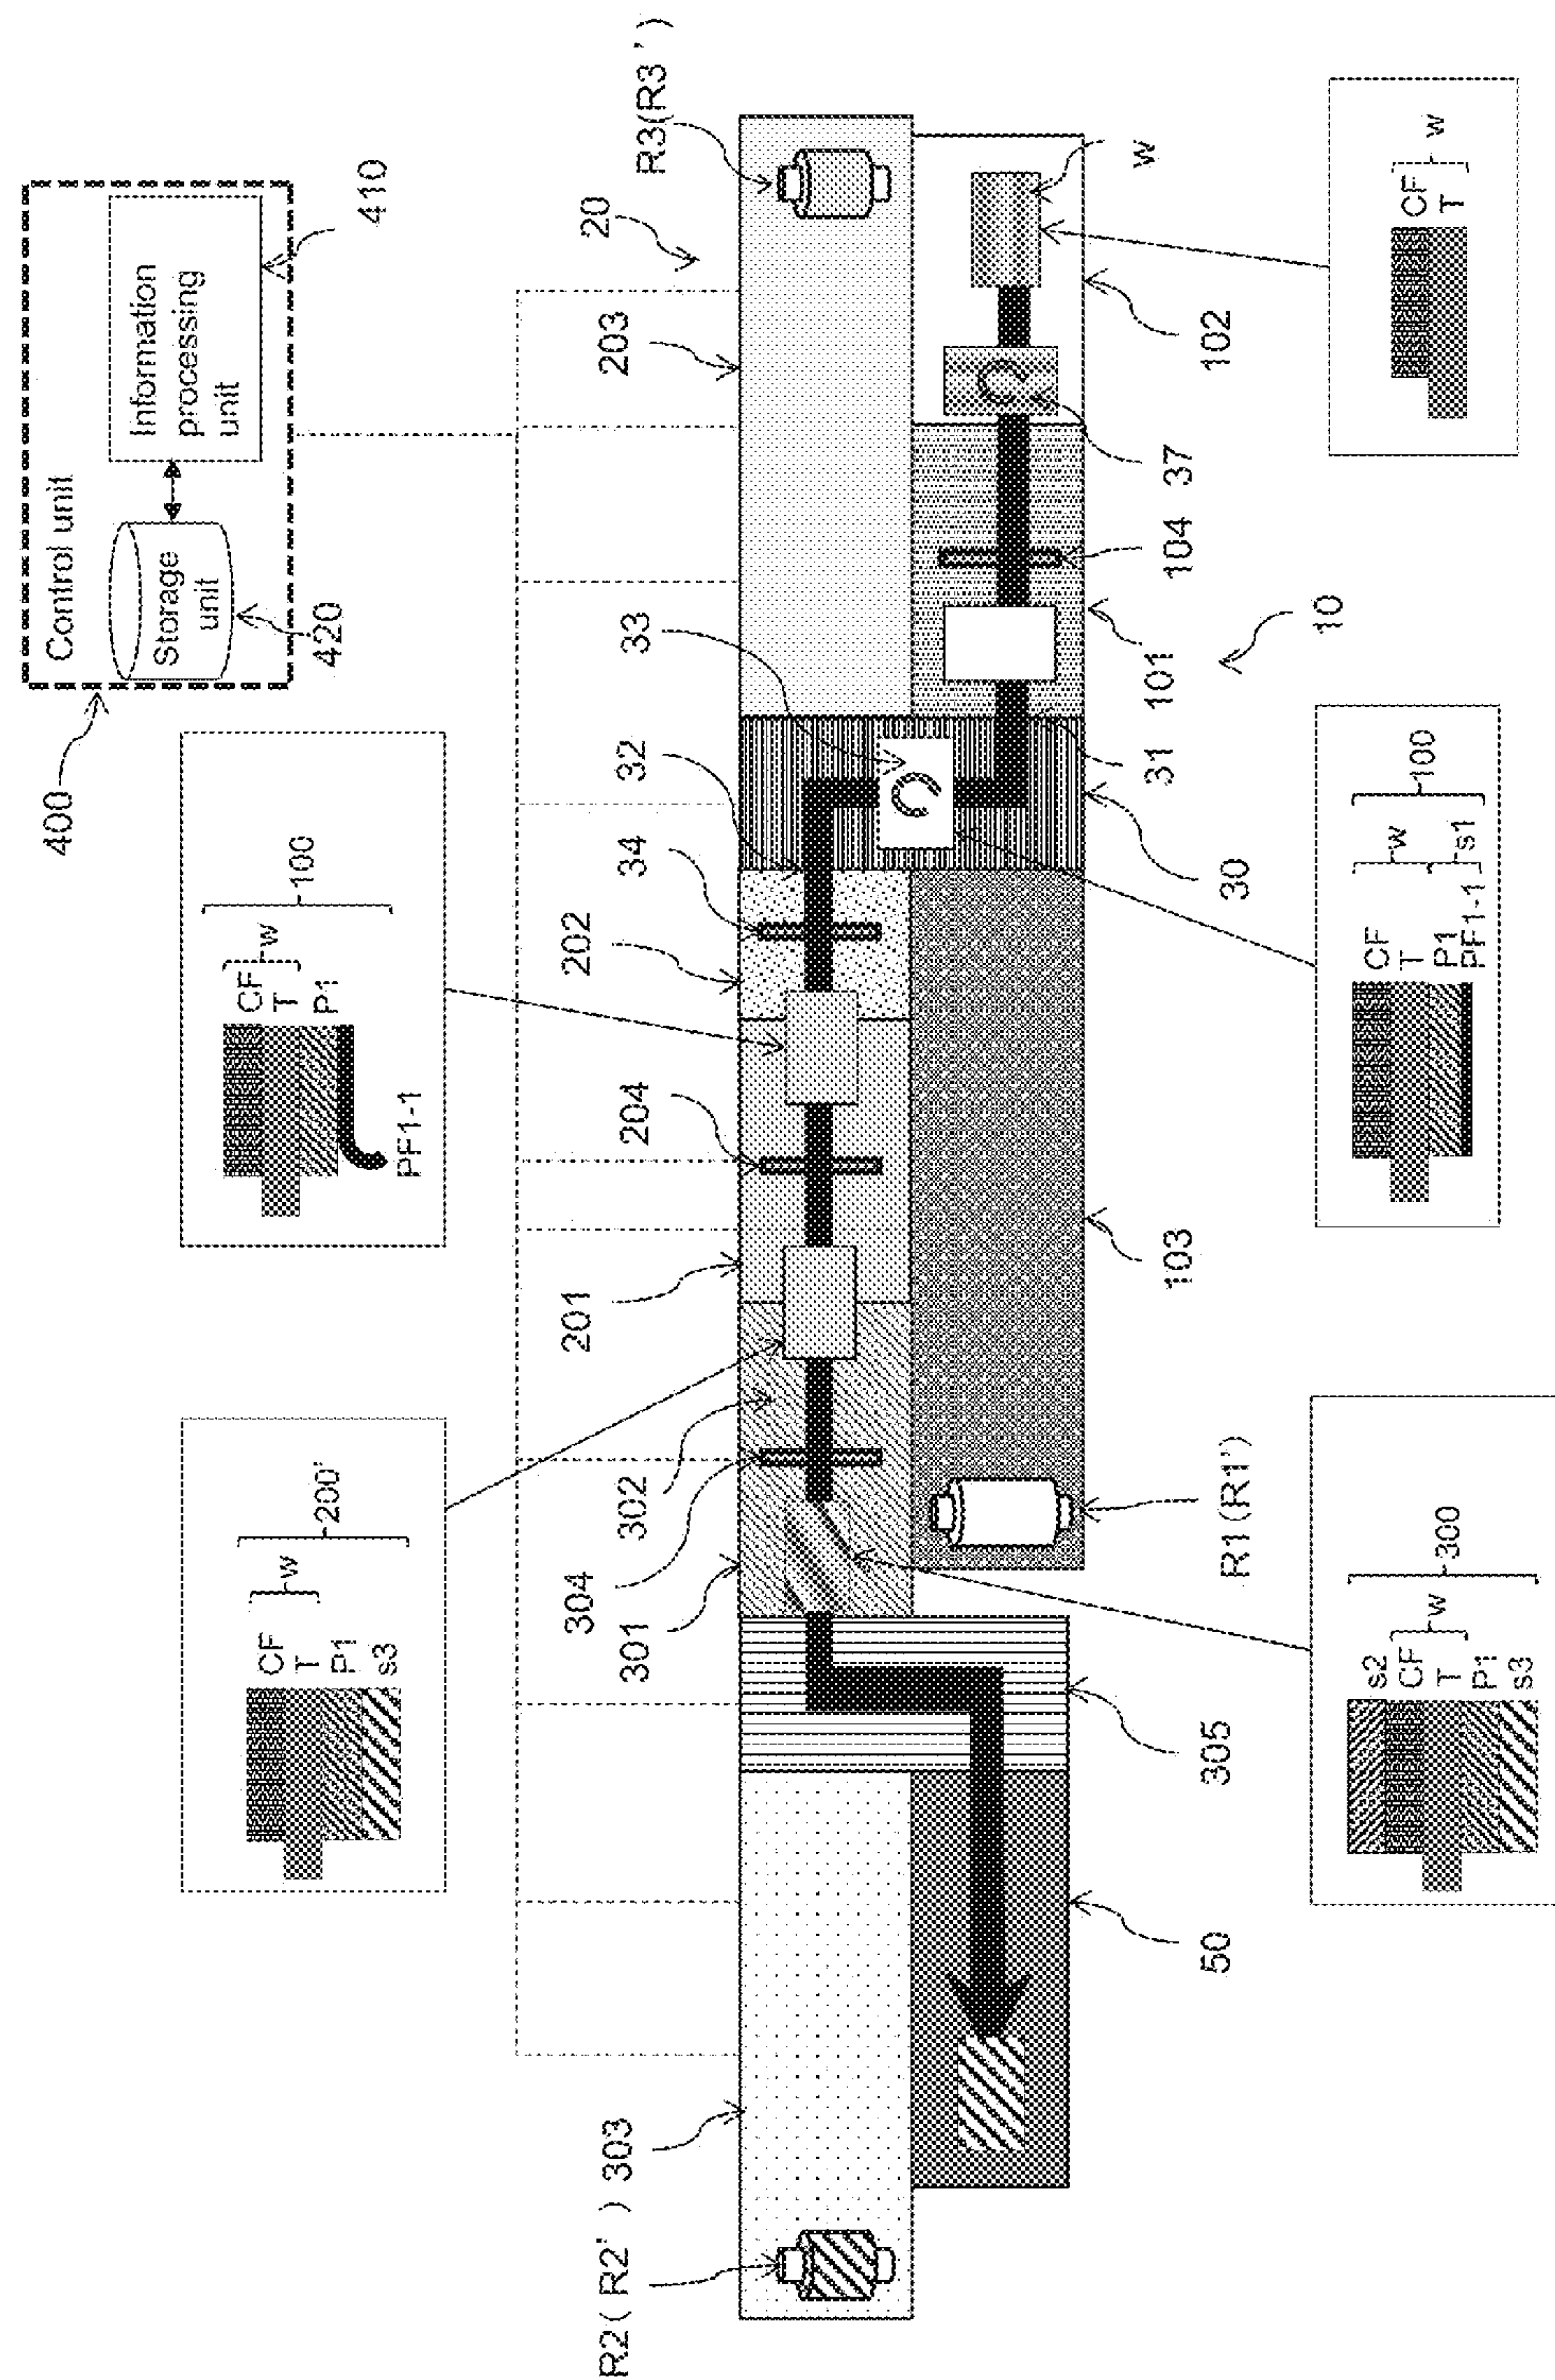 Control unit
Storage
unit
Information
processing
unit
400
420
410
CF
T
P1
s3
w
200'
CF
T
P1
PF1-1
w
100
R2( R2' )
303
304
301
302
201
204
202
34
32
33
203
20
R3(R3' )
50
305
R1(R1')
103
30
31
101
10
104
37
102
w
s2
CF
T
P1
s3
w
300
CF
T
P1
PF1-1
w
s1
100
CF
T
w